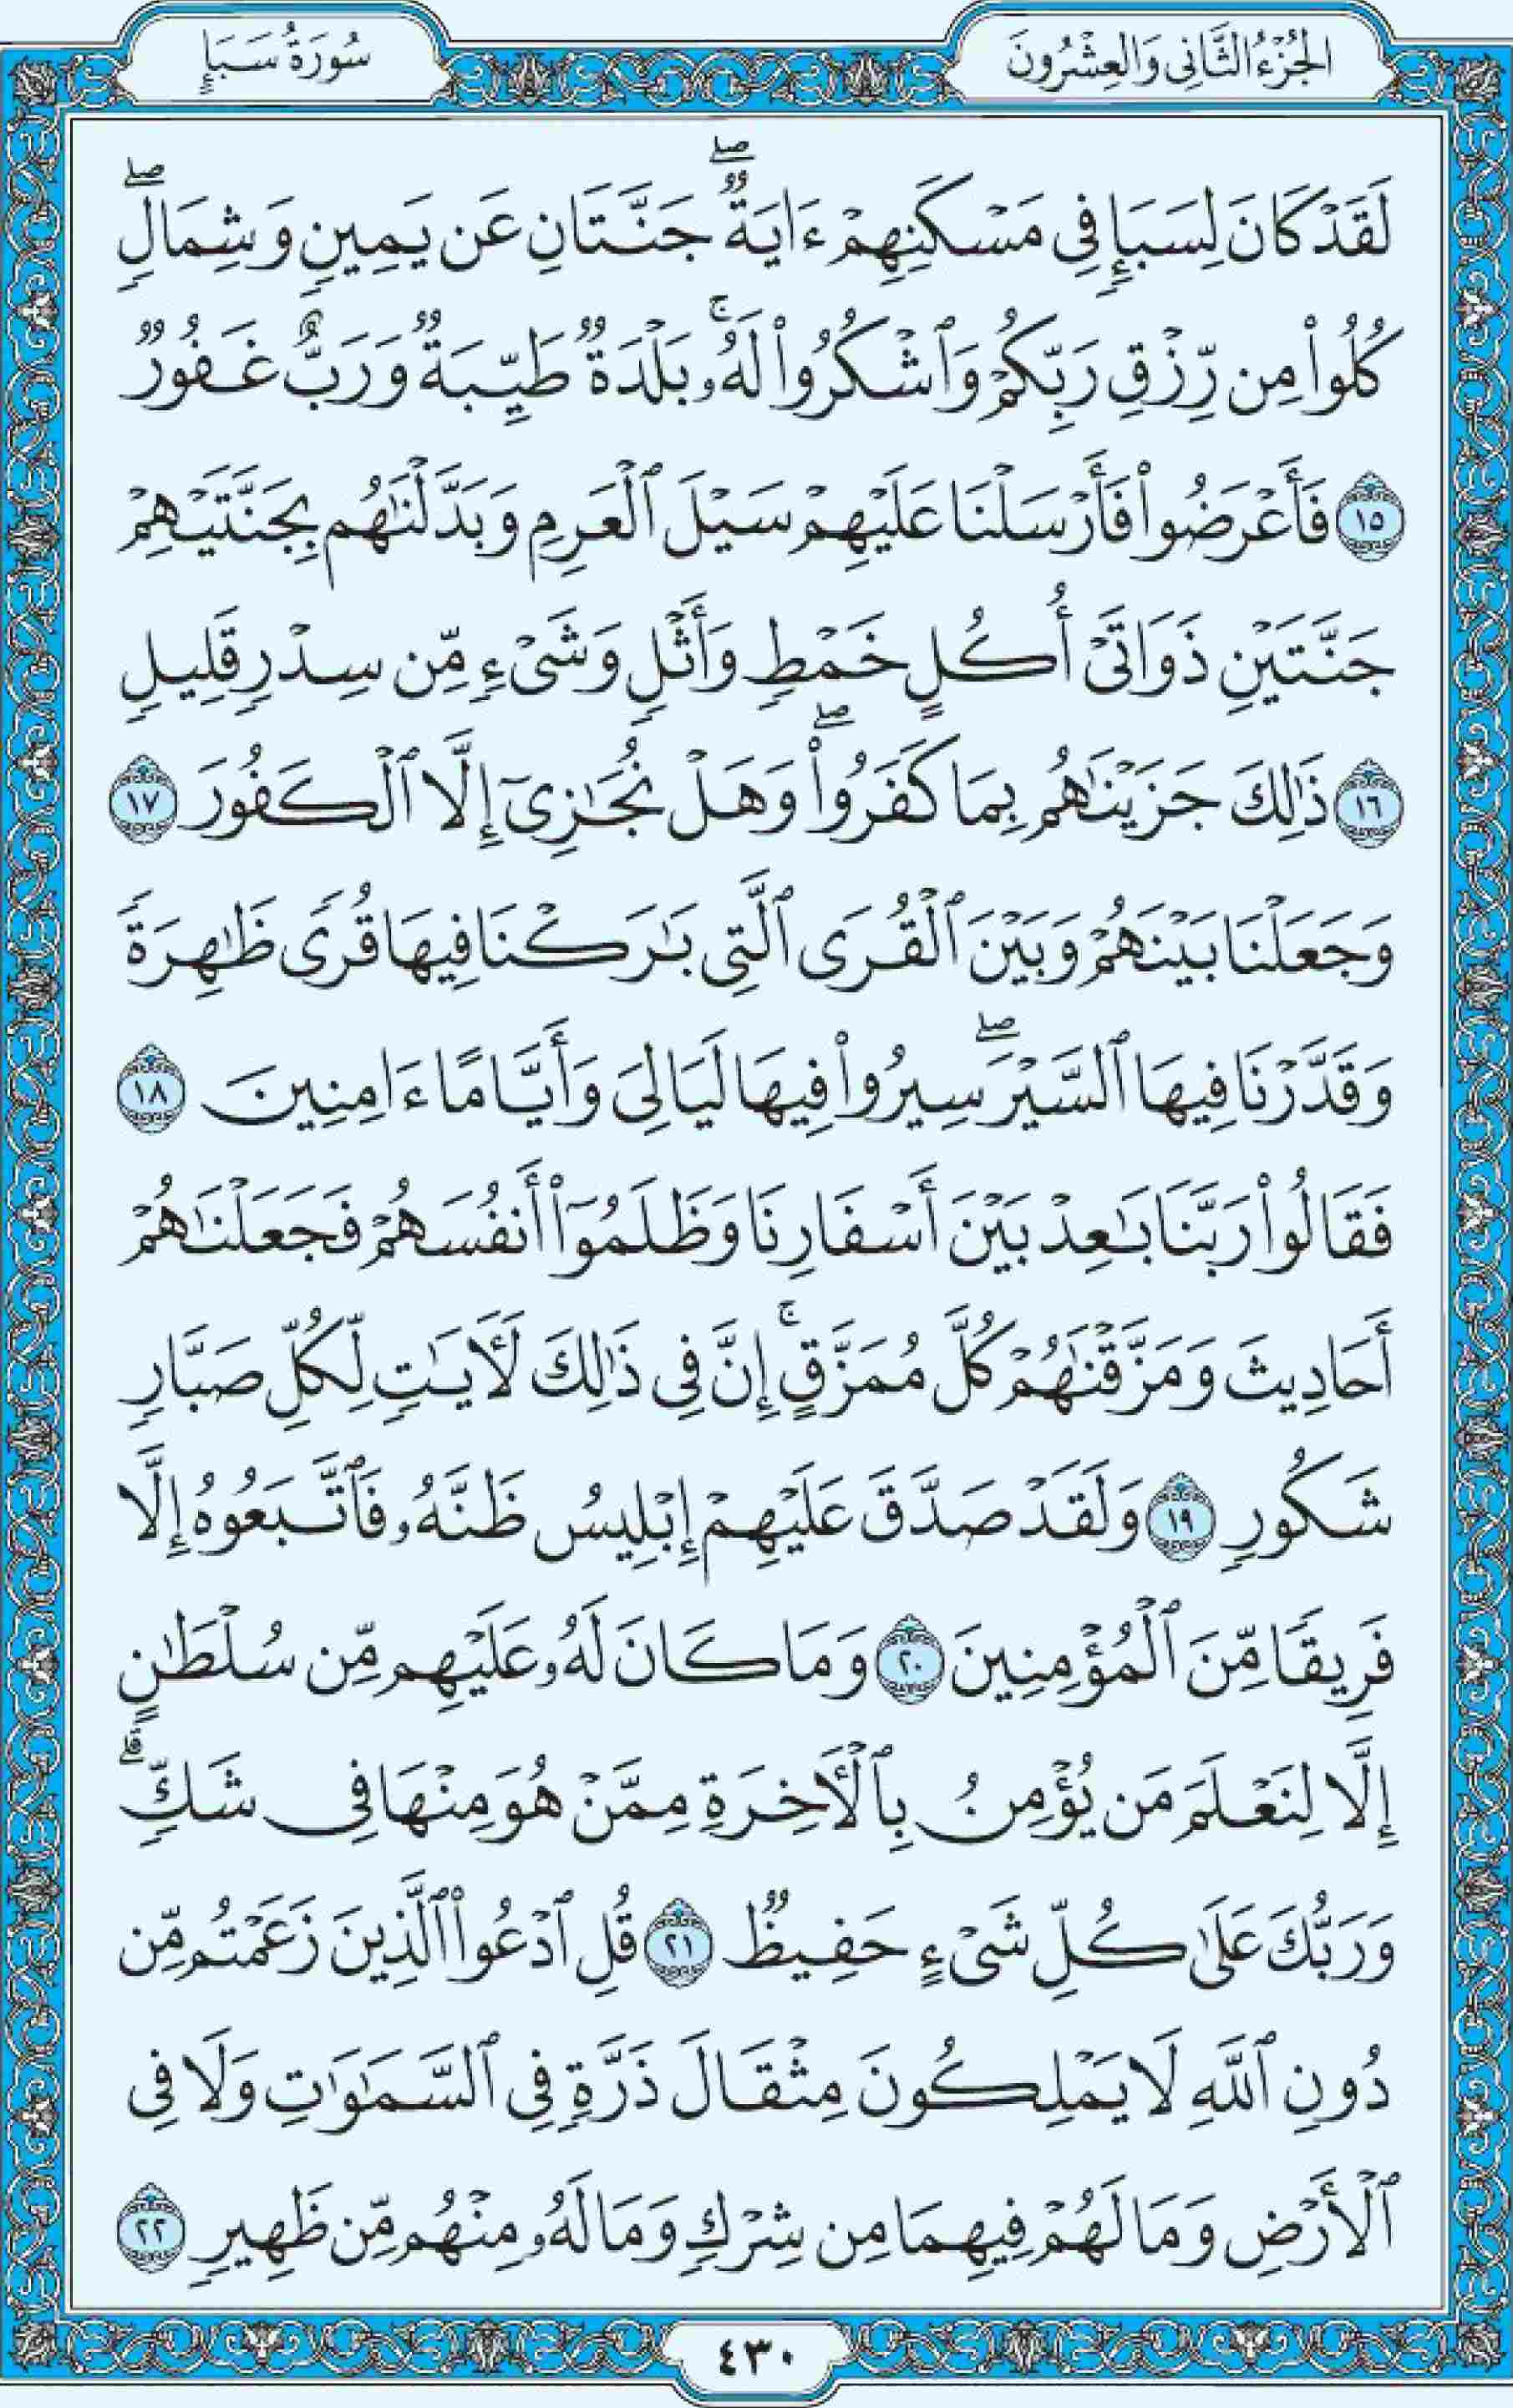 الجُزْءُ الثَّانِي وَالعِشْرُونَ
سُورَةُ سَبَإٍ
لَقَدْ كَانَ لِسَبَإٖ فِي مَسْكَنِهِمْ ءَايَةٞۖ جَنَّتَانِ عَن يَمِينٖ وَشِمَالٖۖ
كُلُواْ مِن رِّزْقِ رَبِّكُمْ وَٱشْكُرُواْ لَهُۥۚ بَلْدَةٞ طَيِّبَةٞ وَرَبٌّ غَفُورٞ
١٥ فَأَعْرَضُواْ فَأَرْسَلْنَا عَلَيْهِمْ سَيْلَ ٱلْعَرِمِ وَبَدَّلْنَٰهُم بِجَنَّتَيْهِمْ
جَنَّتَيْنِ ذَوَاتَىْ أُكُلٍ خَمْطٖ وَأَثْلٖ وَشَىْءٖ مِّن سِدْرٖ قَلِيلٖ
١٦ ذَٰلِكَ جَزَيْنَٰهُم بِمَا كَفَرُواْۖ وَهَلْ نُجَٰزِىٓ إِلَّا ٱلْكَفُورَ ١٧
وَجَعَلْنَا بَيْنَهُمْ وَبَيْنَ ٱلْقُرَى ٱلَّتِى بَٰرَكْنَا فِيهَا قُرٗى ظَٰهِرَةٗ
وَقَدَّرْنَا فِيهَا ٱلسَّيْرَۖ سِيرُواْ فِيهَا لَيَالِىَ وَأَيَّامًا ءَامِنِينَ ١٨
فَقَالُواْ رَبَّنَا بَٰعِدْ بَيْنَ أَسْفَارِنَا وَظَلَمُوٓاْ أَنفُسَهُمْ فَجَعَلْنَٰهُمْ
أَحَادِيثَ وَمَزَّقْنَٰهُمْ كُلَّ مُمَزَّقٍۚ إِنَّ فِى ذَٰلِكَ لَأٓيَٰتٖ لِّكُلِّ صَبَّارٖ
شَكُورٖ ١٩ وَلَقَدْ صَدَّقَ عَلَيْهِمْ إِبْلِيسُ ظَنَّهُۥ فَٱتَّبَعُوهُ إِلَّا
فَرِيقٗا مِّنَ ٱلْمُؤْمِنِينَ ٢٠ وَمَا كَانَ لَهُۥ عَلَيْهِم مِّن سُلْطَٰنٍ
إِلَّا لِنَعْلَمَ مَن يُؤْمِنُ بِٱلْأٓخِرَةِ مِمَّنْ هُوَ مِنْهَا فِى شَكّٖۗ
وَرَبُّكَ عَلَىٰ كُلِّ شَىْءٍ حَفِيظٞ ٢١ قُلِ ٱدْعُواْ ٱلَّذِينَ زَعَمْتُم مِّن
دُونِ ٱللَّهِ لَا يَمْلِكُونَ مِثْقَالَ ذَرَّةٖ فِى ٱلسَّمَٰوَٰتِ وَلَا فِى
ٱلْأَرْضِ وَمَا لَهُمْ فِيهِمَا مِن شِرْكٖ وَمَا لَهُۥ مِنْهُم مِّن ظَهِيرٖ ٢٢
٤٣٠